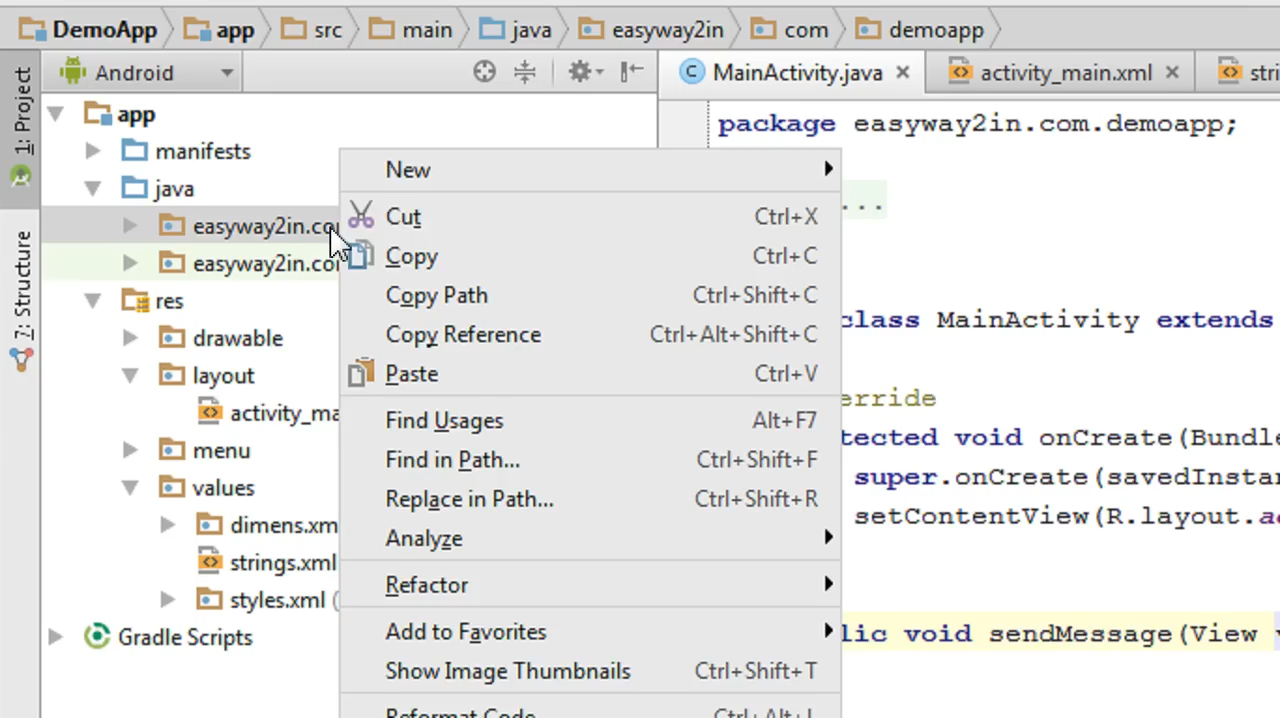 DemoApp app src main java easyway2in com demoapp
1: Project
7: Structure
Android
MainActivity.java activity_main.xml
app
manifests
java
easyway2in.co
easyway2in.co
res
drawable
layout
activity_ma
menu
values
dimens.xm
strings.xml
styles.xml (
Gradle Scripts
New
Cut Ctrl+X
Copy Ctrl+C
Copy Path Ctrl+Shift+C
Copy Reference Ctrl+Alt+Shift+C
Paste Ctrl+V
Find Usages Alt+F7
Find in Path... Ctrl+Shift+F
Replace in Path... Ctrl+Shift+R
Analyze
Refactor
Add to Favorites
Show Image Thumbnails Ctrl+Shift+T
Reformat Code Ctrl+Alt+L
package easyway2in.com.demoapp;
...
class MainActivity extends
erride
tected void onCreate(Bundle
super.onCreate(savedInstan
setContentView(R.layout.a
lic void sendMessage(View